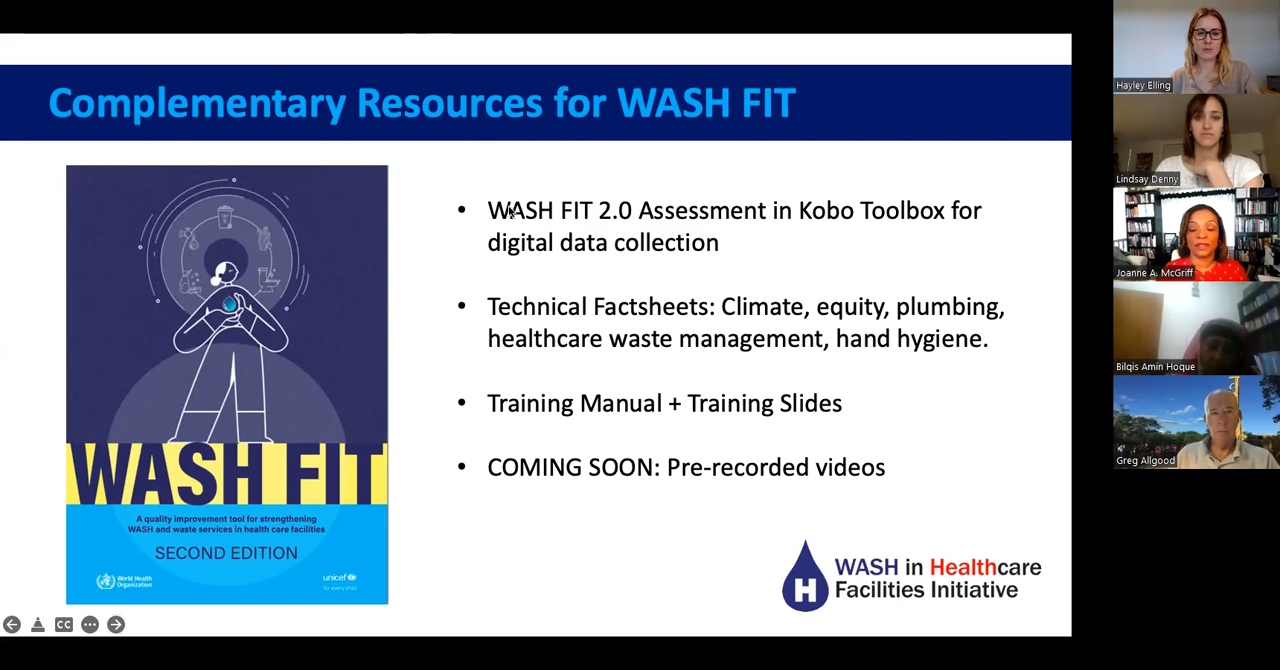 Complementary Resources for WASH FIT
WASH FIT
A quality improvement tool for strengthening
WASH and waste services in health care facilities
SECOND EDITION
World Health
Organization
unicef
for every child
• WASH FIT 2.0 Assessment in Kobo Toolbox for
digital data collection
• Technical Factsheets: Climate, equity, plumbing,
healthcare waste management, hand hygiene.
• Training Manual + Training Slides
• COMING SOON: Pre-recorded videos
H
WASH in Healthcare
Facilities Initiative
CC
Hayley Elling
Lindsay Denny
Joanne A. McGriff
Bilqis Amin Hoque
Greg Allgood